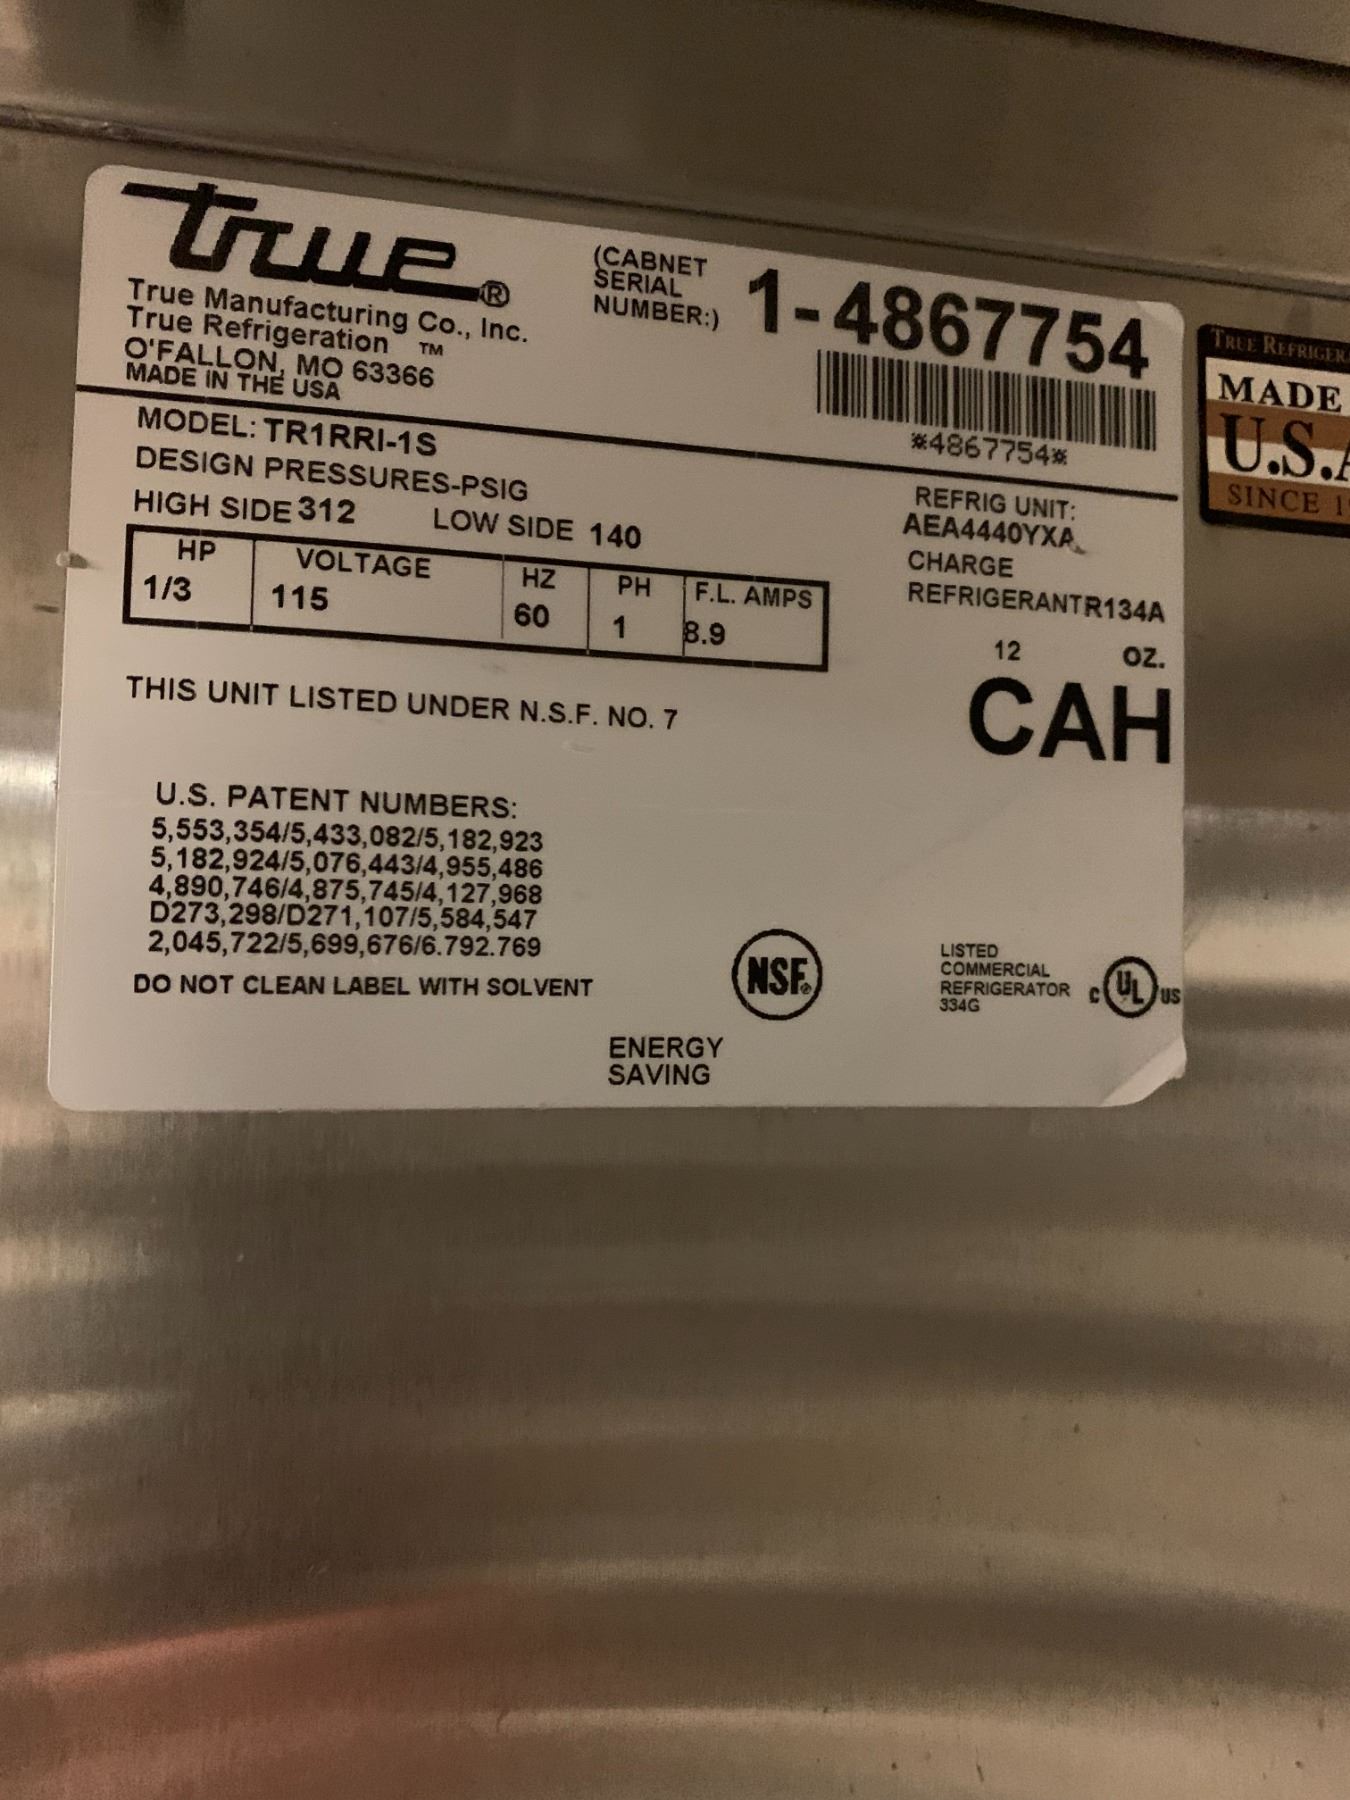 true®
True Manufacturing Co., Inc.
True Refrigeration ™
O'FALLON, MO 63366
MADE IN THE USA
(CABNET
SERIAL
NUMBER:)
1-4867754
*4867754*
MODEL: TR1RRI-1S
DESIGN PRESSURES-PSIG
HIGH SIDE 312 LOW SIDE 140
HP VOLTAGE HZ PH F.L. AMPS
1/3 115 60 1 8.9
REFRIG UNIT:
AEA4440YXA
CHARGE
REFRIGERANTR134A
12 OZ.
CAH
THIS UNIT LISTED UNDER N.S.F. NO. 7
U.S. PATENT NUMBERS:
5,553,354/5,433,082/5,182,923
5,182,924/5,076,443/4,955,486
4,890,746/4,875,745/4,127,968
D273,298/D271,107/5,584,547
2,045,722/5,699,676/6.792.769
DO NOT CLEAN LABEL WITH SOLVENT
NSF®
LISTED
COMMERCIAL
REFRIGERATOR
334G
C UL US
ENERGY
SAVING
TRUE
MADE
U.S.
SINCE